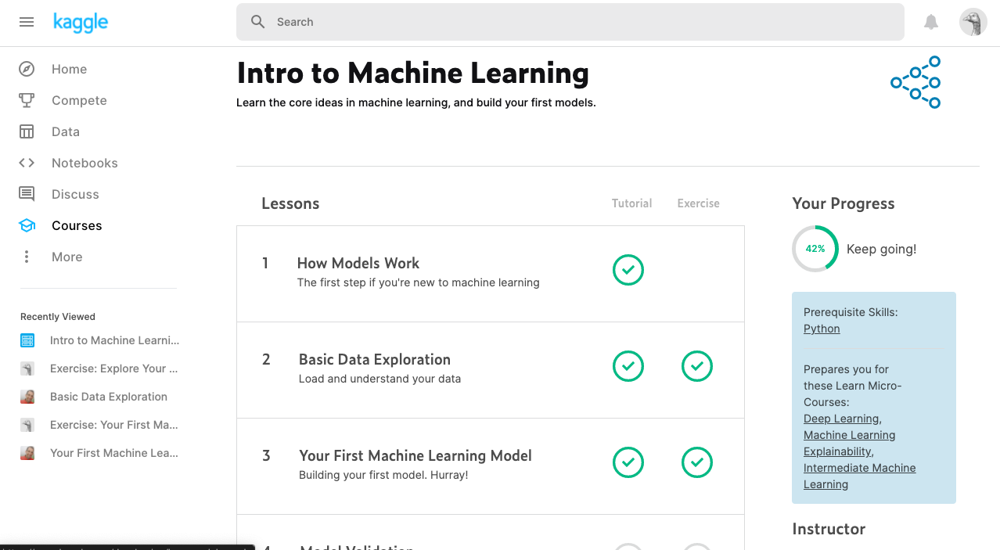 kaggle
Search
Home
Compete
Data
Notebooks
Discuss
Courses
More
Recently Viewed
Intro to Machine Learni...
Exercise: Explore Your ...
Basic Data Exploration
Exercise: Your First Ma...
Your First Machine Lea...
Intro to Machine Learning
Learn the core ideas in machine learning, and build your first models.
Lessons Tutorial Exercise
1 How Models Work
The first step if you're new to machine learning
2 Basic Data Exploration
Load and understand your data
3 Your First Machine Learning Model
Building your first model. Hurray!
4 Model Validation
Your Progress
42% Keep going!
Prerequisite Skills:
Python
Prepares you for
these Learn Micro-
Courses:
Deep Learning,
Machine Learning
Explainability,
Intermediate Machine
Learning
Instructor